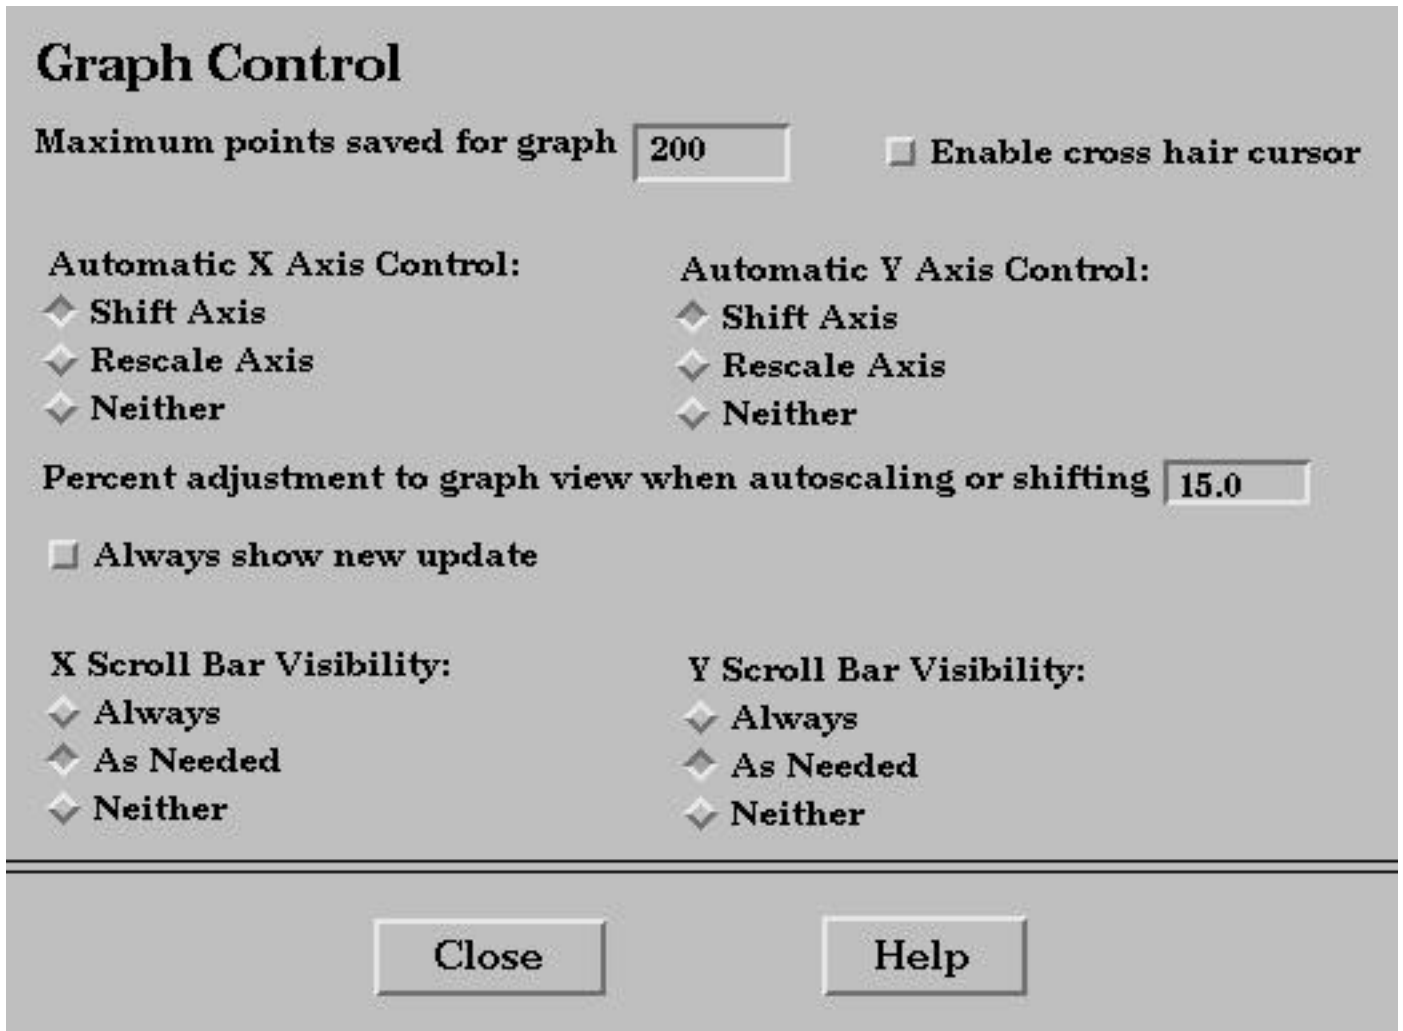 Graph Control
Maximum points saved for graph 200 Enable cross hair cursor
Automatic X Axis Control:
Shift Axis
Rescale Axis
Neither
Automatic Y Axis Control:
Shift Axis
Rescale Axis
Neither
Percent adjustment to graph view when autoscaling or shifting 15.0
Always show new update
X Scroll Bar Visibility:
Always
As Needed
Neither
Y Scroll Bar Visibility:
Always
As Needed
Neither
Close Help